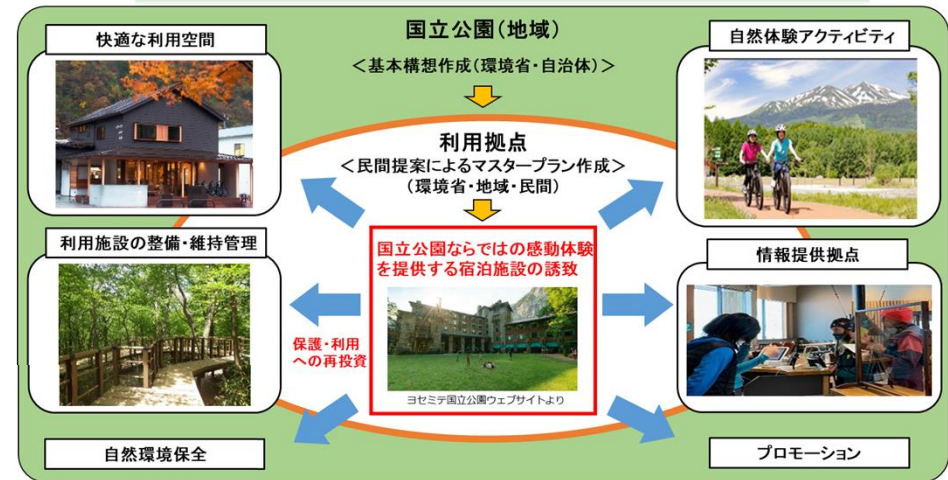 国立公園(地域)
<基本構想作成(環境省・自治体)>
快適な利用空間
自然体験アクティビティ
利用拠点
<民間提案によるマスタープラン作成>
(環境省・地域・民間)
利用施設の整備・維持管理
国立公園ならではの感動体験
を提供する宿泊施設の誘致
情報提供拠点
保護・利用
への再投資
ヨセミテ国立公園ウェブサイトより
自然環境保全
プロモーション